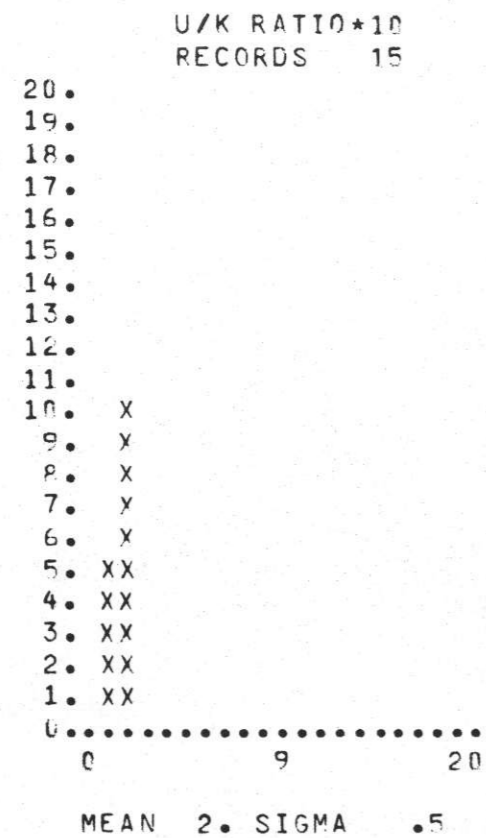 U/K RATIO*10
RECORDS 15
20.
19.
18.
17.
16.
15.
14.
13.
12.
11.
10. X
9. X
8. X
7. X
6. X
5. XX
4. XX
3. XX
2. XX
1. XX
0......................
0 9 20
MEAN 2. SIGMA .5